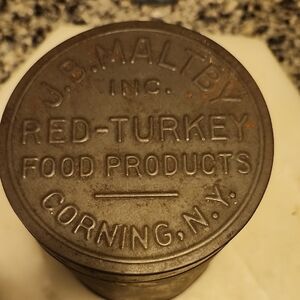 J.B. MALTBY
INC.
RED-TURKEY
FOOD PRODUCTS
CORNING, N.Y.